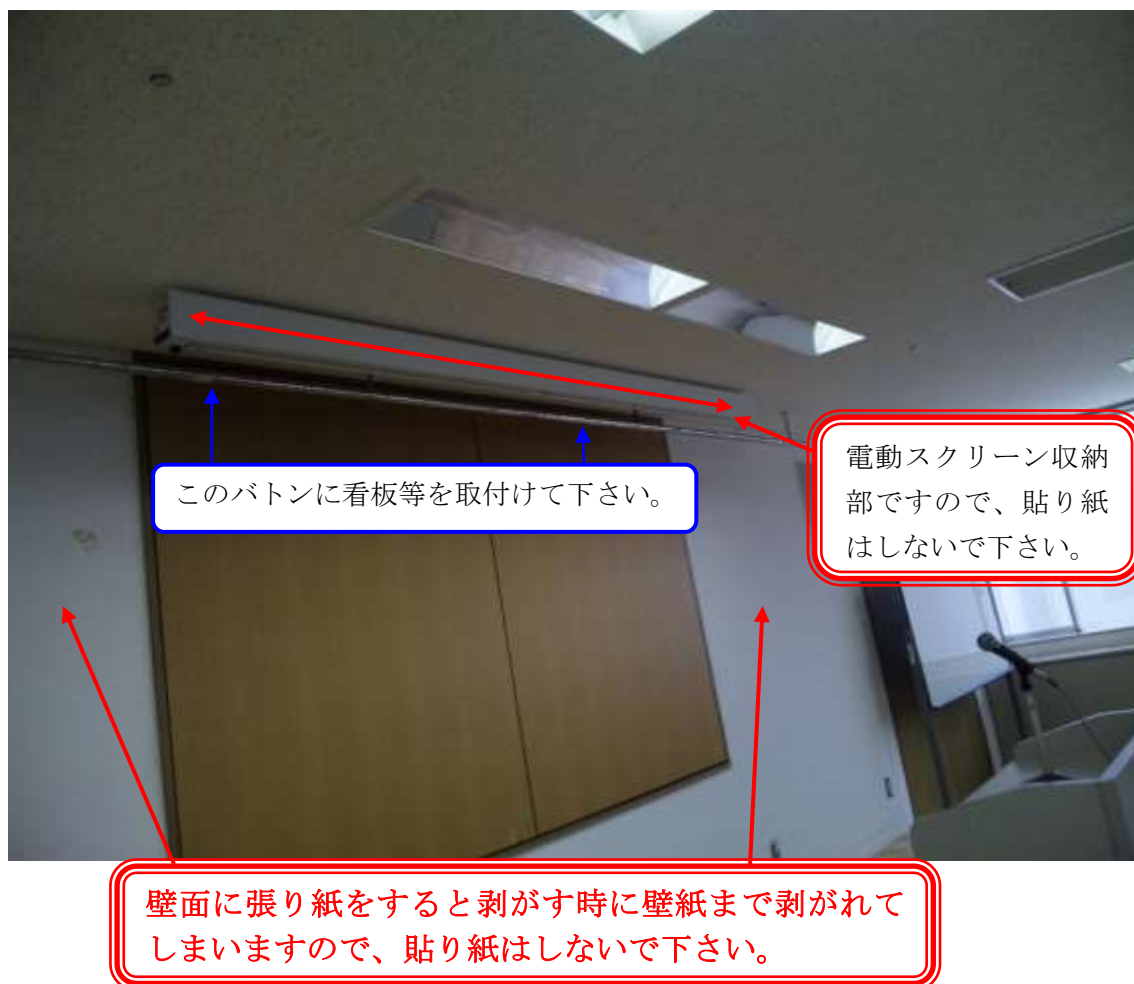 このバトンに看板等を取付けて下さい。
電動スクリーン収納
部ですので、貼り紙
はしないで下さい。
壁面に張り紙をすると剥がす時に壁紙まで剥がれて
しまいますので、貼り紙はしないで下さい。